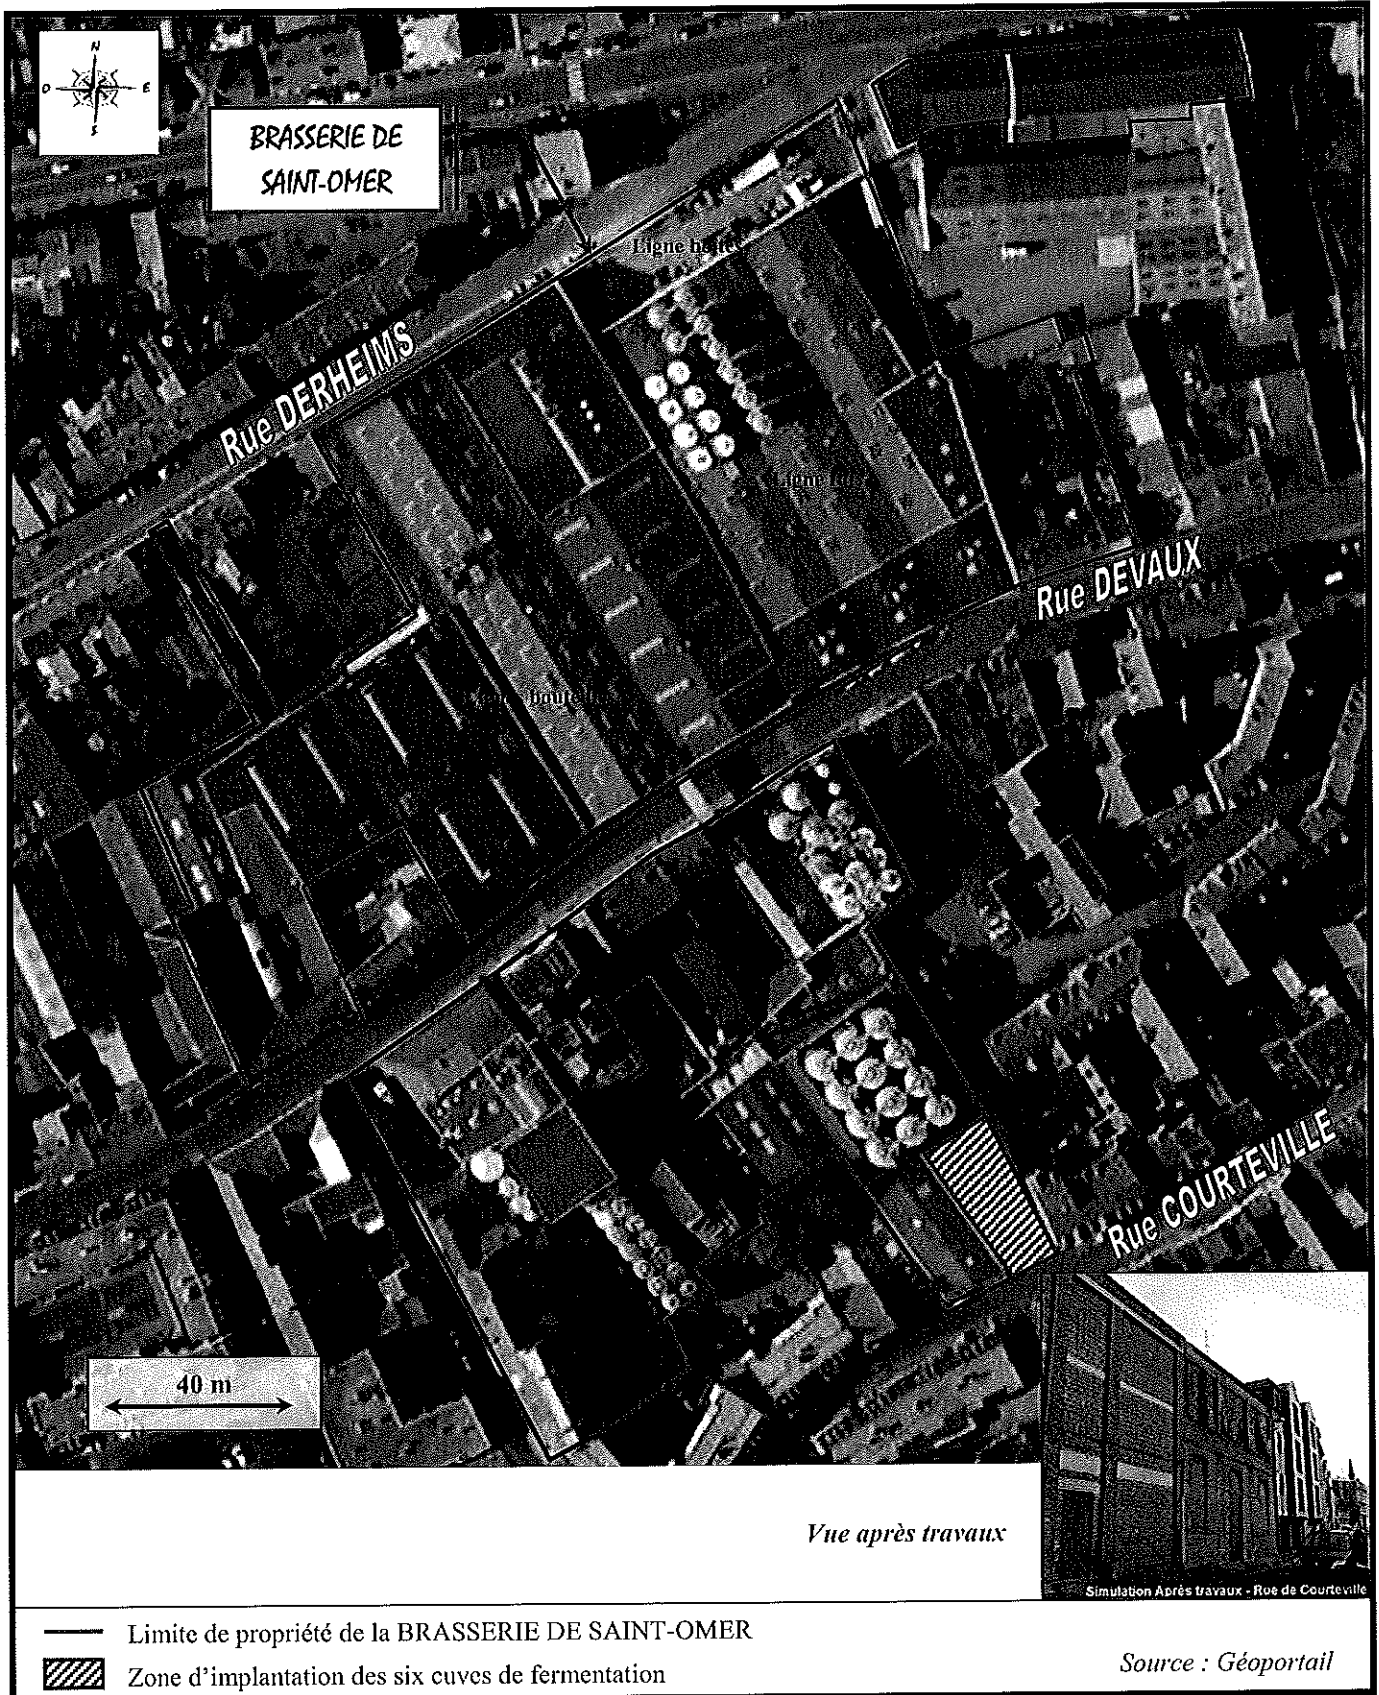 N
O E
S
BRASSERIE DE
SAINT-OMER
Ligne
Rue DERHEIMS
Ligne
Rue DEVAUX
Rue COURTEVILLE
40 m
Vue après travaux
Simulation Après travaux - Rue de Courteville
Limite de propriété de la BRASSERIE DE SAINT-OMER
Zone d'implantation des six cuves de fermentation
Source : Géoportail